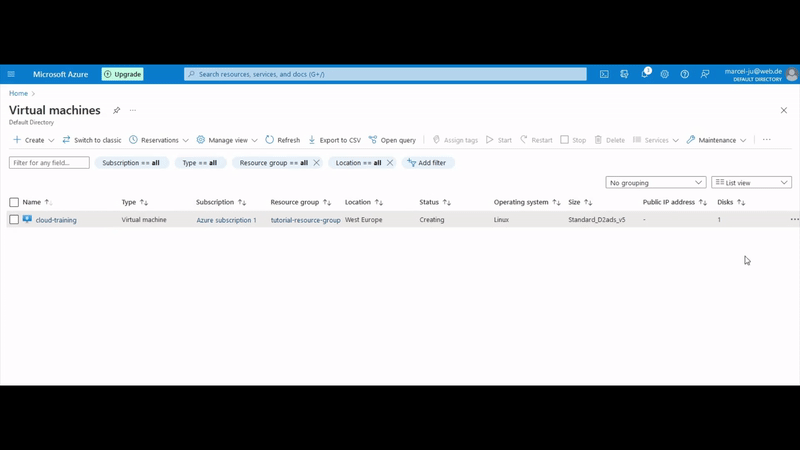 Microsoft Azure Upgrade Search resources, services, and docs (G+/) 1 marcel-ju@web.de
DEFAULT DIRECTORY
Home
Virtual machines
Default Directory
Create Switch to classic Reservations Manage view Refresh Export to CSV Open query Assign tags Start Restart Stop Delete Services Maintenance
Filter for any field... Subscription == all Type == all Resource group == all Location == all Add filter
No grouping List view
Name Type Subscription Resource group Location Status Operating system Size Public IP address Disks
cloud-training Virtual machine Azure subscription 1 tutorial-resource-group West Europe Creating Linux Standard_D2ads_v5 - 1